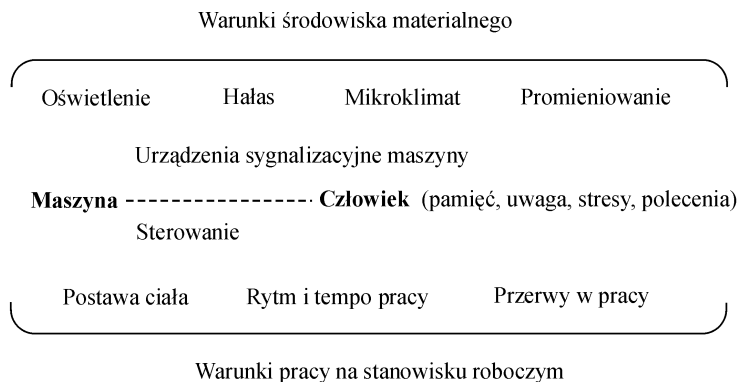 Warunki środowiska materialnego
Oświetlenie Hałas Mikroklimat Promieniowanie
Urządzenia sygnalizacyjne maszyny
Maszyna Człowiek (pamięć, uwaga, stresy, polecenia)
Sterowanie
Postawa ciała Rytm i tempo pracy Przerwy w pracy
Warunki pracy na stanowisku roboczym